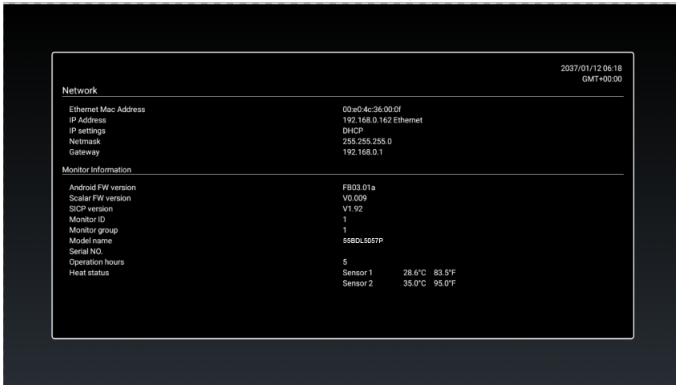 2037/01/12 06:18
GMT+00:00
Network
Ethernet Mac Address 00:e0:4c:36:00:0f
IP Address 192.168.0.162 Ethernet
IP settings DHCP
Netmask 255.255.255.0
Gateway 192.168.0.1
Monitor Information
Android FW version FB03.01a
Scalar FW version V0.009
SICP version V1.92
Monitor ID 1
Monitor group 1
Model name 55BDL5057P
Serial NO.
Operation hours 5
Heat status Sensor 1 28.6°C 83.5°F
Sensor 2 35.0°C 95.0°F